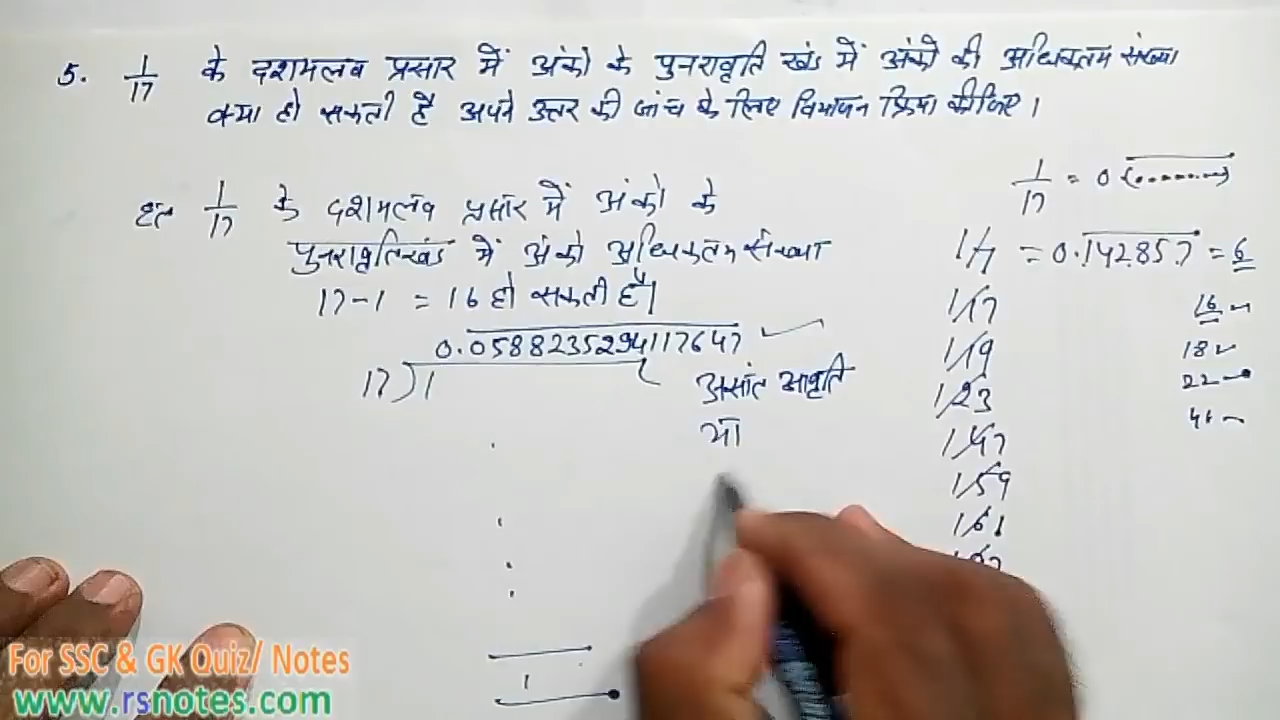 5. 1/17 के दशमलव प्रसार में अंको के पुनरावृति खंड में अंको की अधिकतम संख्या
क्या हो सकती है अपने उत्तर की जांच के लिए विभाजन क्रिया कीजिए।
हल 1/17 के दशमलव प्रसार में अंको के
पुनरावृतिखंड में अंको अधिकतम संख्या
17-1 = 16 हो सकती है।
0.0588235294117647
17) 1
असांत आवृति
या
1
1/17 = 0.(........)
1/7 = 0.142857 = 6
1/17 16
1/19 18
1/23 22
1/47
1/59
1/61
For SSC & GK Quiz/ Notes
www.rsnotes.com